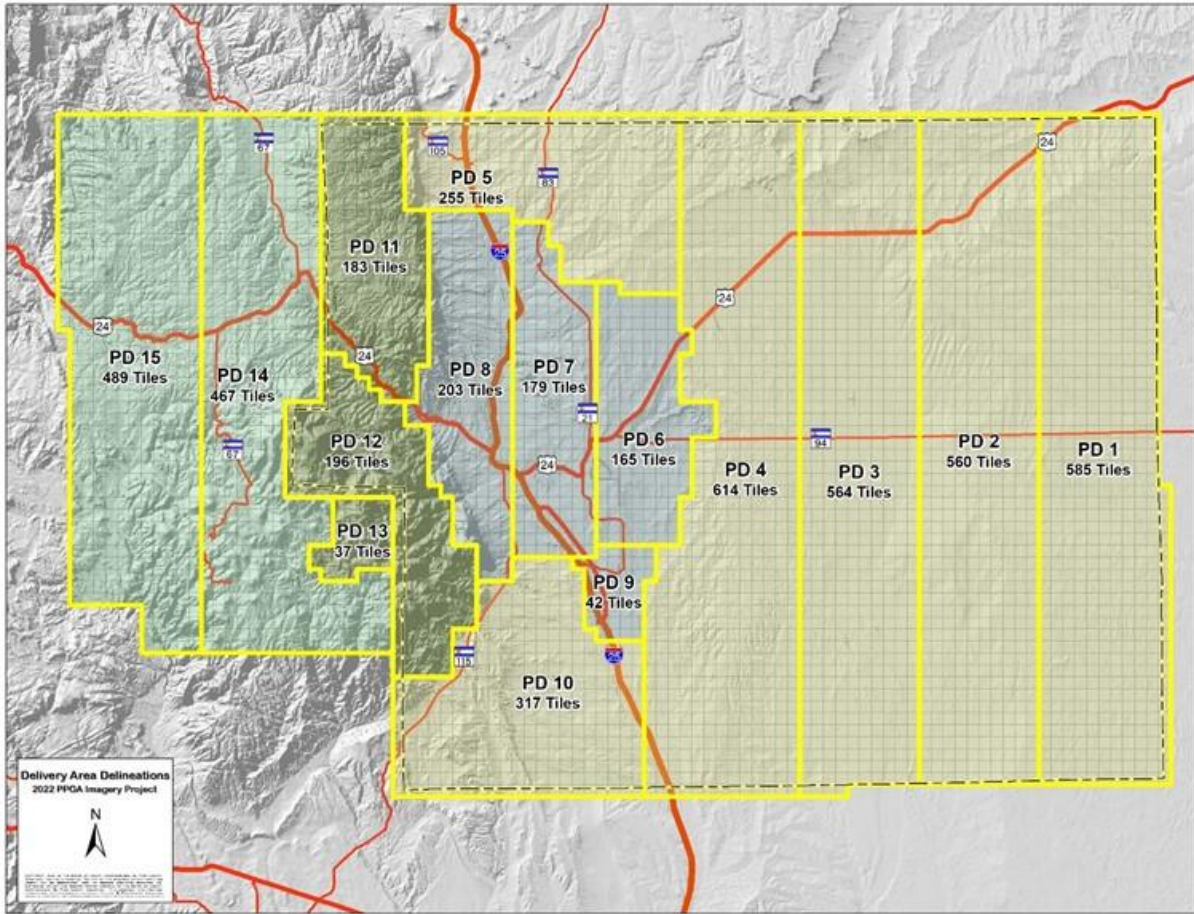 67
105
24
83
PD 5
255 Tiles
PD 11
183 Tiles
25
24
24
24
PD 15
489 Tiles
PD 14
467 Tiles
PD 8
203 Tiles
PD 7
179 Tiles
21
67
PD 12
196 Tiles
PD 6
165 Tiles
94
PD 4
614 Tiles
PD 3
564 Tiles
PD 2
560 Tiles
PD 1
585 Tiles
24
PD 13
37 Tiles
PD 9
42 Tiles
115
25
PD 10
317 Tiles
Delivery Area Delineations
2022 PPGA Imagery Project
N